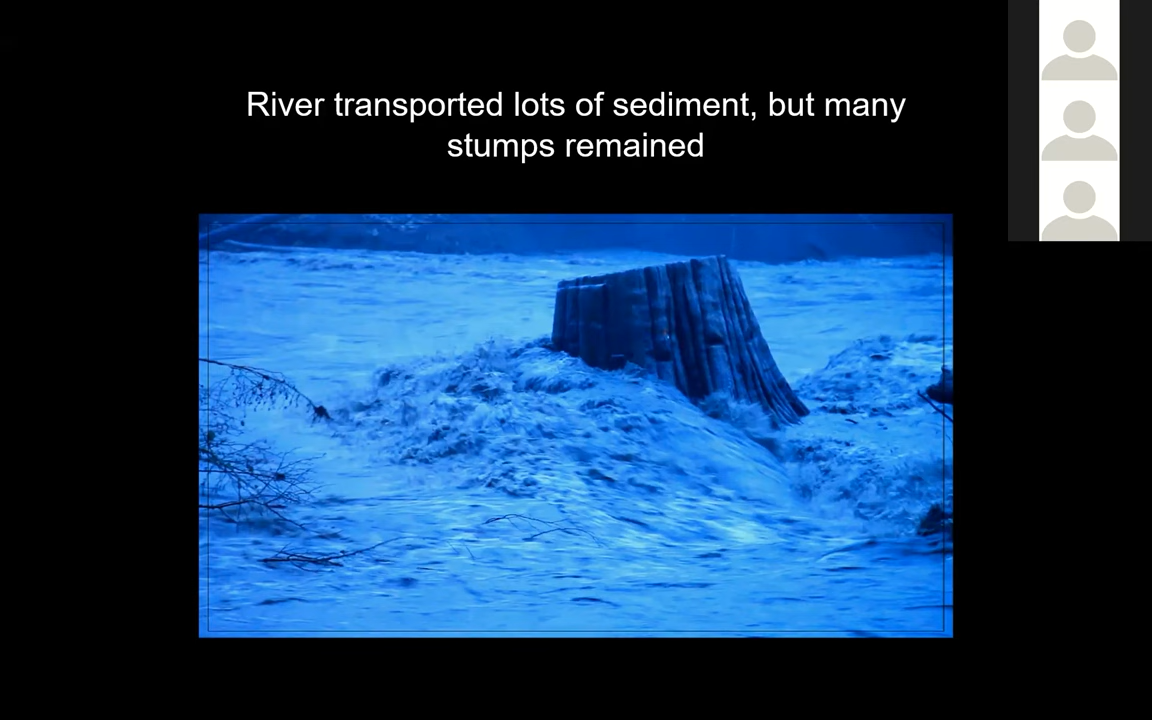 River transported lots of sediment, but many
stumps remained